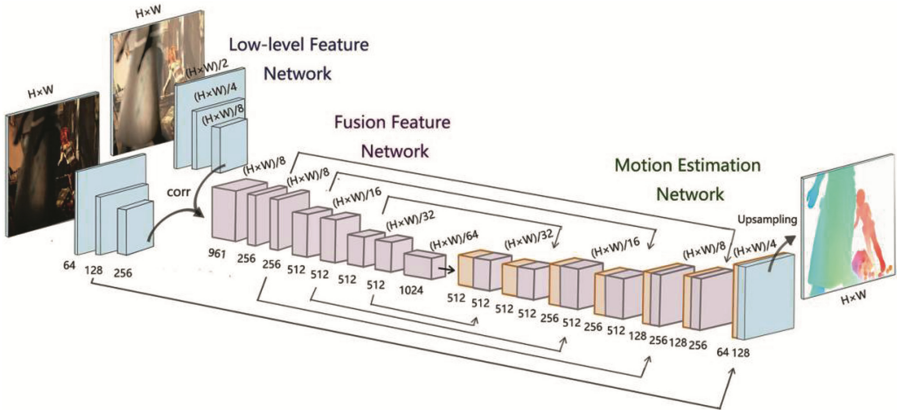 H×W
H×W
Low-level Feature
Network
(H×W)/2
(H×W)/4
(H×W)/8
corr
64 128 256
Fusion Feature
Network
(H×W)/8
(H×W)/8
(H×W)/16
(H×W)/32
(H×W)/64
961 256 256 512 512 512 512 1024
Motion Estimation
Network
(H×W)/32
(H×W)/16
(H×W)/8
(H×W)/4
Upsampling
512 512 512 512 256 512 256 512 128 256 128 256 64 128
H×W